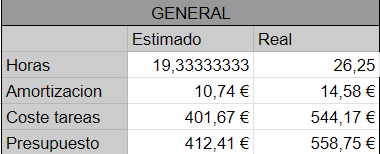 GENERAL
Estimado Real
Horas 19,33333333 26,25
Amortizacion 10,74 € 14,58 €
Coste tareas 401,67 € 544,17 €
Presupuesto 412,41 € 558,75 €